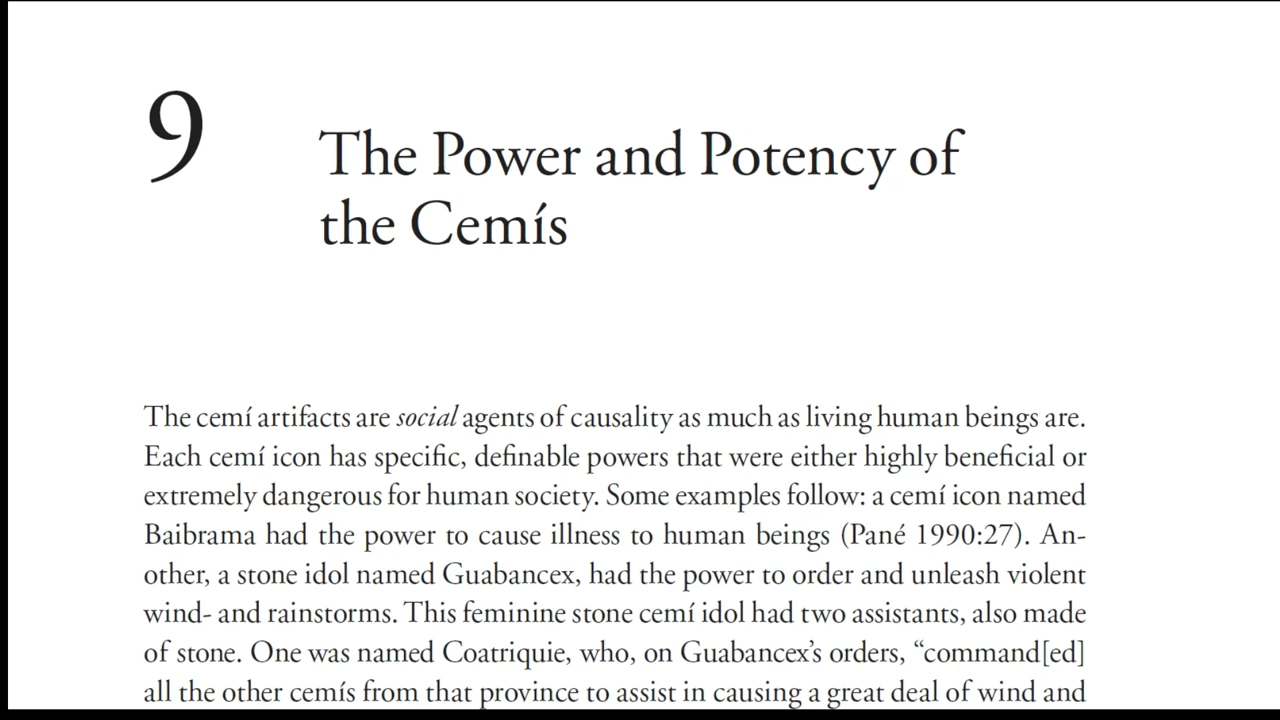 9
The Power and Potency of
the Cemís
The cemí artifacts are social agents of causality as much as living human beings are.
Each cemí icon has specific, definable powers that were either highly beneficial or
extremely dangerous for human society. Some examples follow: a cemí icon named
Baibrama had the power to cause illness to human beings (Pané 1990:27). An-
other, a stone idol named Guabancex, had the power to order and unleash violent
wind- and rainstorms. This feminine stone cemí idol had two assistants, also made
of stone. One was named Coatriquie, who, on Guabancex’s orders, “command[ed]
all the other cemís from that province to assist in causing a great deal of wind and